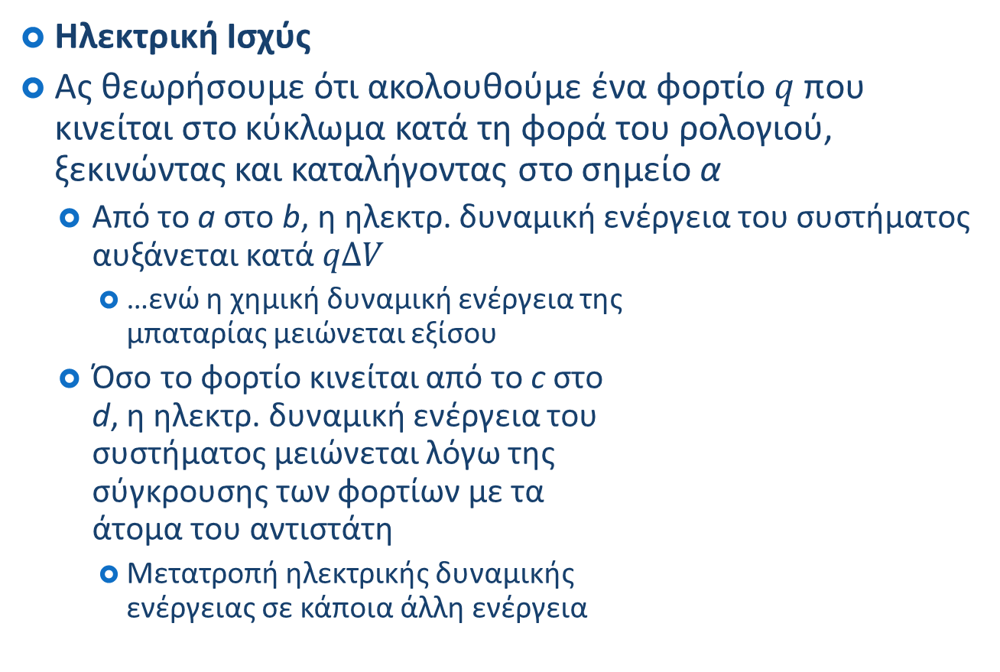 Ηλεκτρική Ισχύς
Ας θεωρήσουμε ότι ακολουθούμε ένα φορτίο q που
κινείται στο κύκλωμα κατά τη φορά του ρολογιού,
ξεκινώντας και καταλήγοντας στο σημείο α
Από το a στο b, η ηλεκτρ. δυναμική ενέργεια του συστήματος
αυξάνεται κατά qΔV
...ενώ η χημική δυναμική ενέργεια της
μπαταρίας μειώνεται εξίσου
Όσο το φορτίο κινείται από το c στο
d, η ηλεκτρ. δυναμική ενέργεια του
συστήματος μειώνεται λόγω της
σύγκρουσης των φορτίων με τα
άτομα του αντιστάτη
Μετατροπή ηλεκτρικής δυναμικής
ενέργειας σε κάποια άλλη ενέργεια